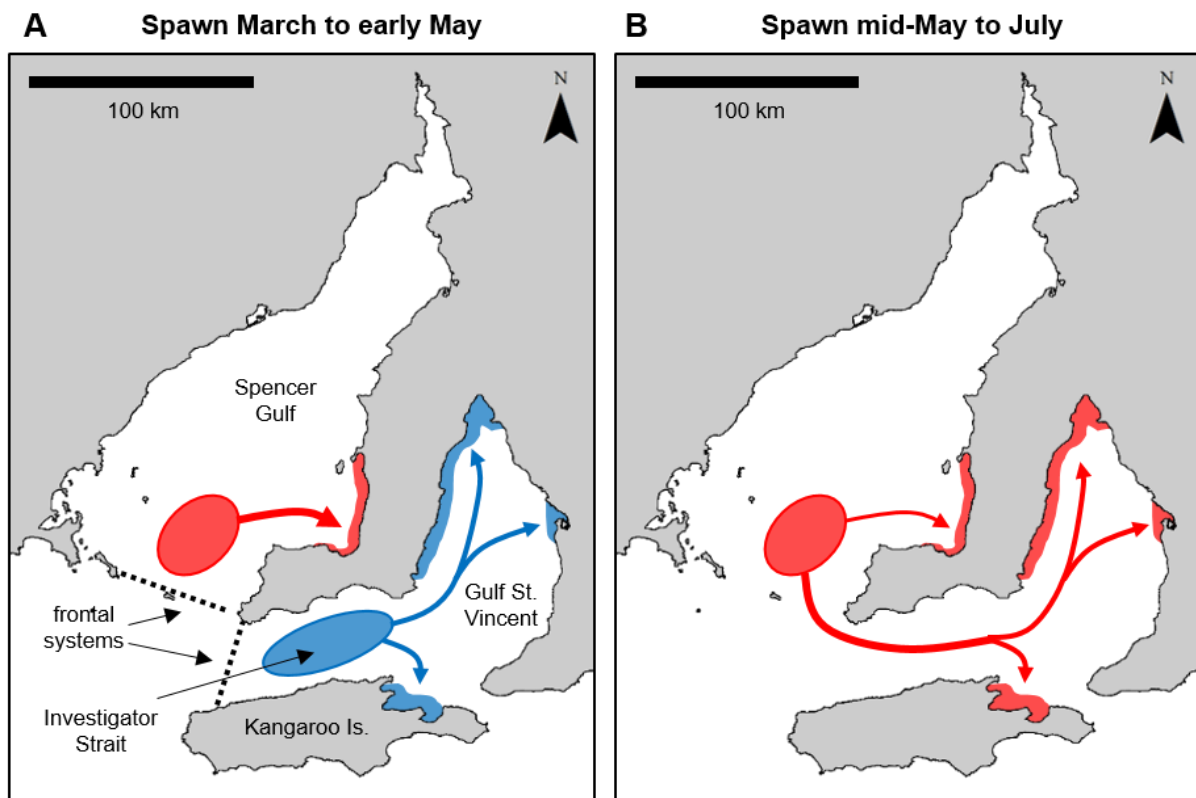 A
Spawn March to early May
100 km
N
Spencer
Gulf
frontal
systems
Gulf St.
Vincent
Investigator
Strait
Kangaroo Is.
B
Spawn mid-May to July
100 km
N